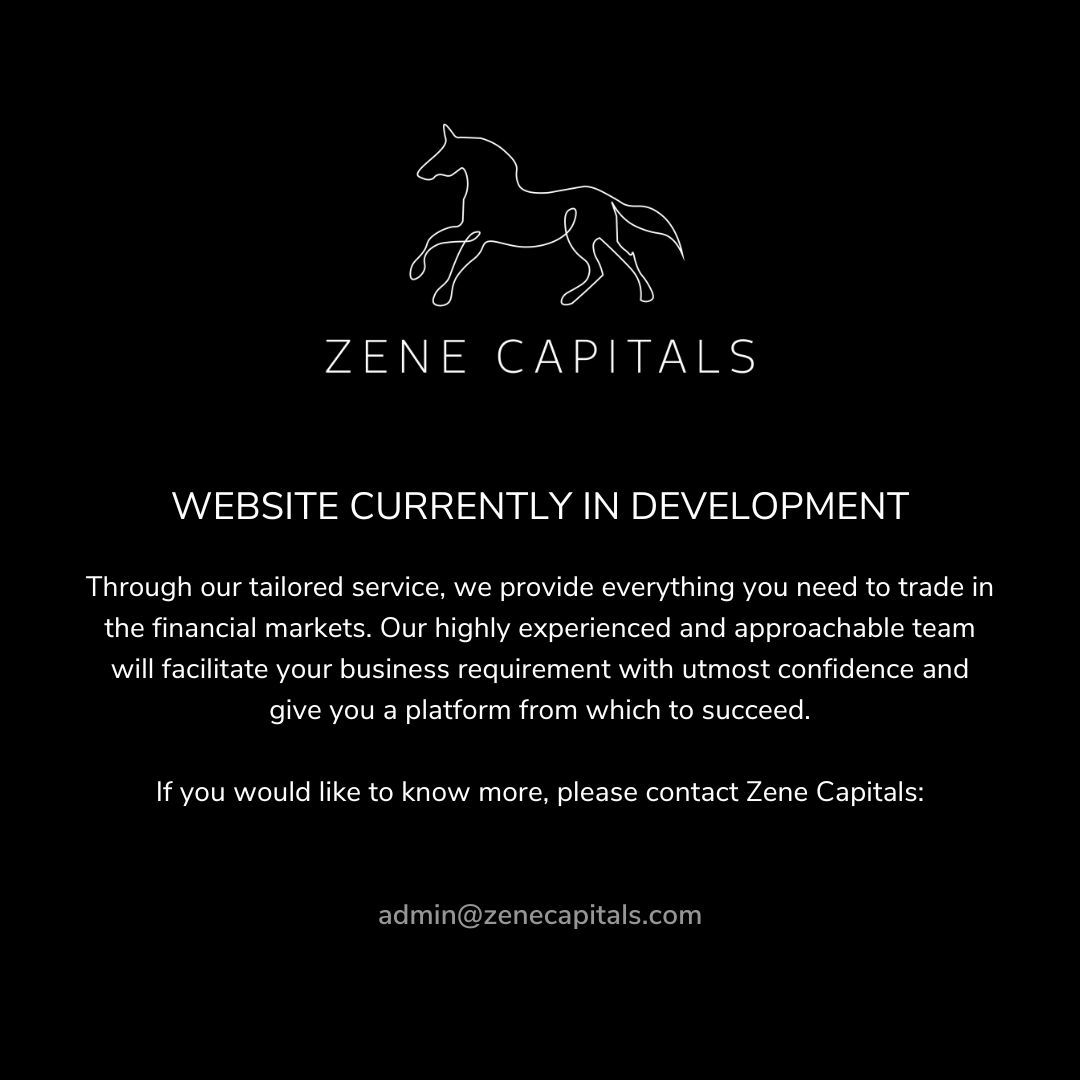 ZENE CAPITALS
WEBSITE CURRENTLY IN DEVELOPMENT
Through our tailored service, we provide everything you need to trade in
the financial markets. Our highly experienced and approachable team
will facilitate your business requirement with utmost confidence and
give you a platform from which to succeed.
If you would like to know more, please contact Zene Capitals:
admin@zenecapitals.com